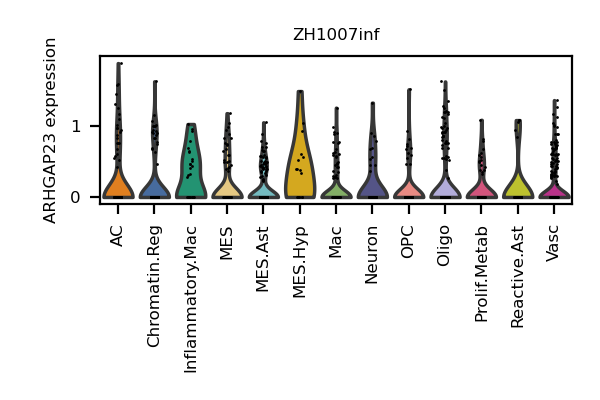 ZH1007inf
ARHGAP23 expression
1
0
AC
Chromatin.Reg
Inflammatory.Mac
MES
MES.Ast
MES.Hyp
Mac
Neuron
OPC
Oligo
Prolif.Metab
Reactive.Ast
Vasc